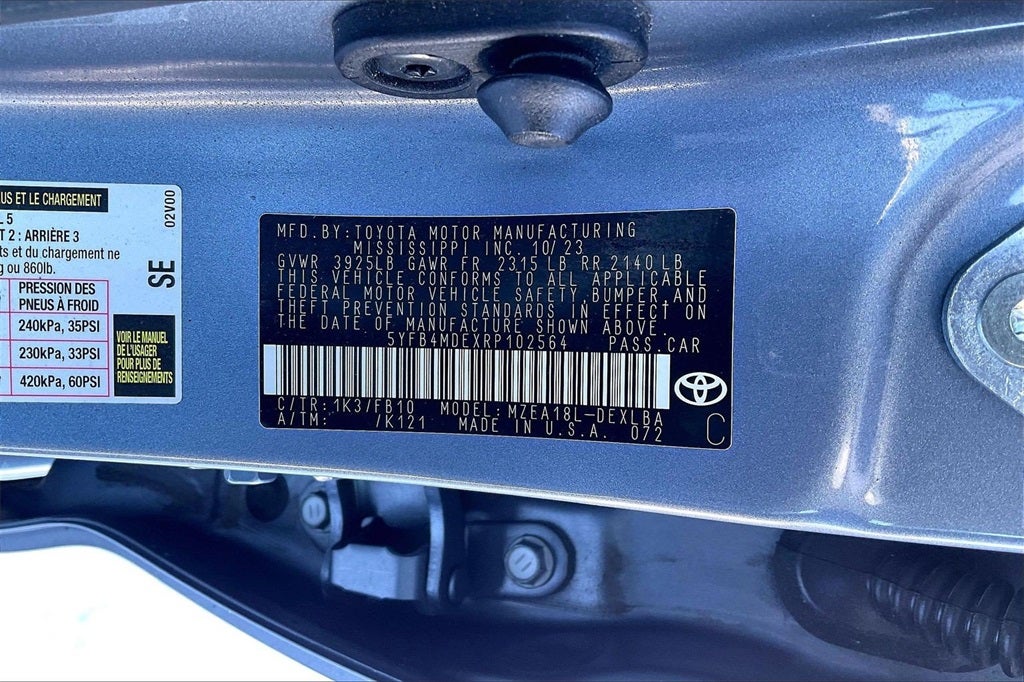 US ET LE CHARGEMENT
L 5
T 2 : ARRIÈRE 3
ts et du chargement ne
g ou 860lb.
PRESSION DES
PNEUS À FROID
240kPa, 35PSI
230kPa, 33PSI
420kPa, 60PSI
02V00
SE
VOIR LE MANUEL
DE L'USAGER
POUR PLUS DE
RENSEIGNEMENTS
MFD.BY:TOYOTA MOTOR MANUFACTURING
MISSISSIPPI INC. 10/23
GVWR 3925LB GAWR FR 2315LB RR 2140LB
THIS VEHICLE CONFORMS TO ALL APPLICABLE
FEDERAL MOTOR VEHICLE SAFETY,BUMPER AND
THEFT PREVENTION STANDARDS IN EFFECT ON
THE DATE OF MANUFACTURE SHOWN ABOVE.
5YFB4MDEXRP102564 PASS.CAR
C/TR:1K3/FB10 MODEL:MZEA18L-DEXLBA
A/TM: /K121 MADE IN U.S.A. 072
C